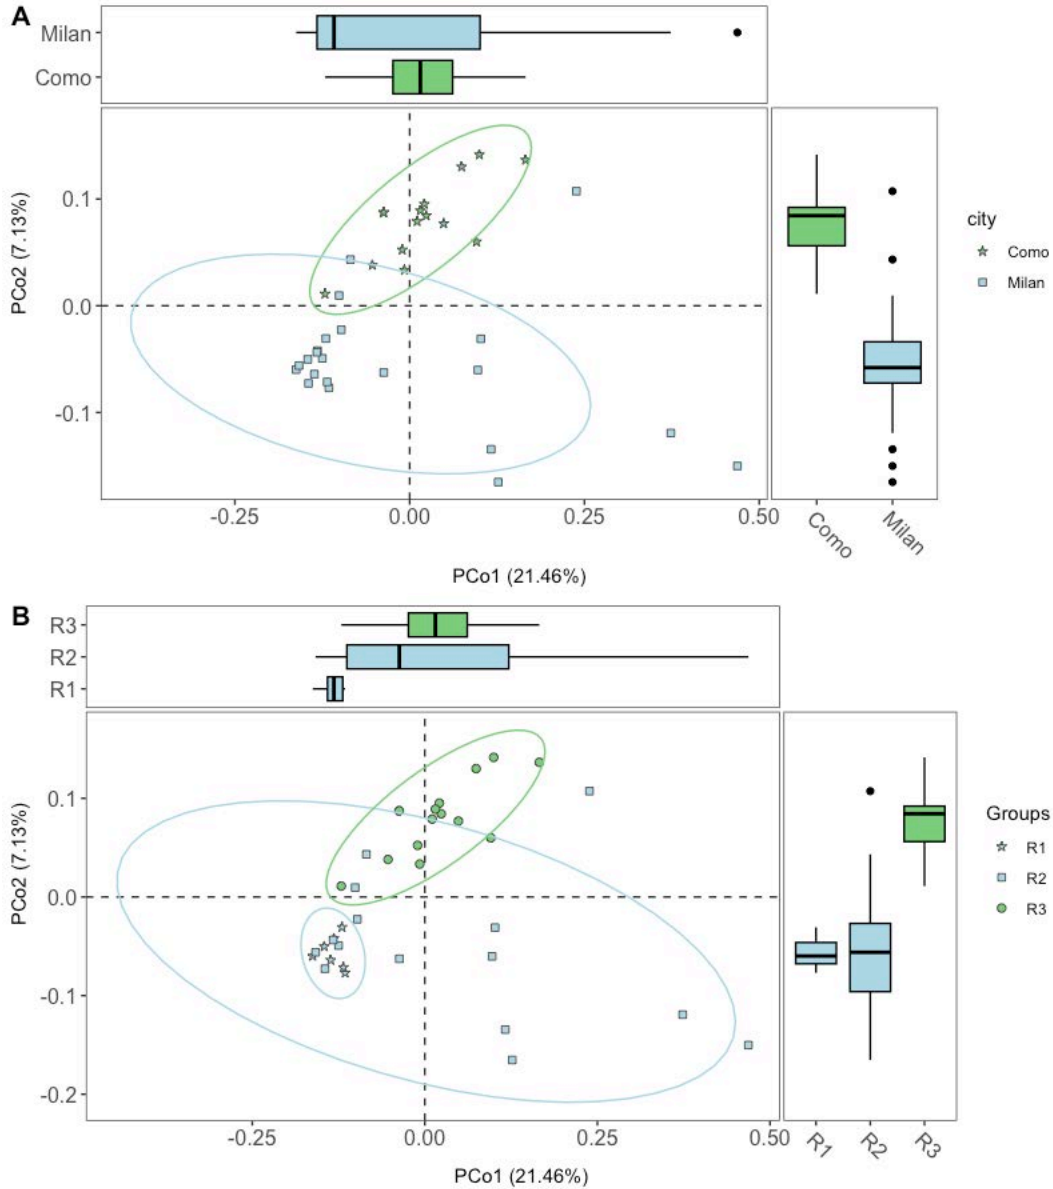 A
Milan
Como
PCo2 (7.13%)
0.1
0.0
-0.1
-0.25
0.00
0.25
0.50
PCo1 (21.46%)
Como
Milan
city
Como
Milan
B
R3
R2
R1
PCo2 (7.13%)
0.1
0.0
-0.1
-0.2
-0.25
0.00
0.25
0.50
PCo1 (21.46%)
R1
R2
R3
Groups
R1
R2
R3